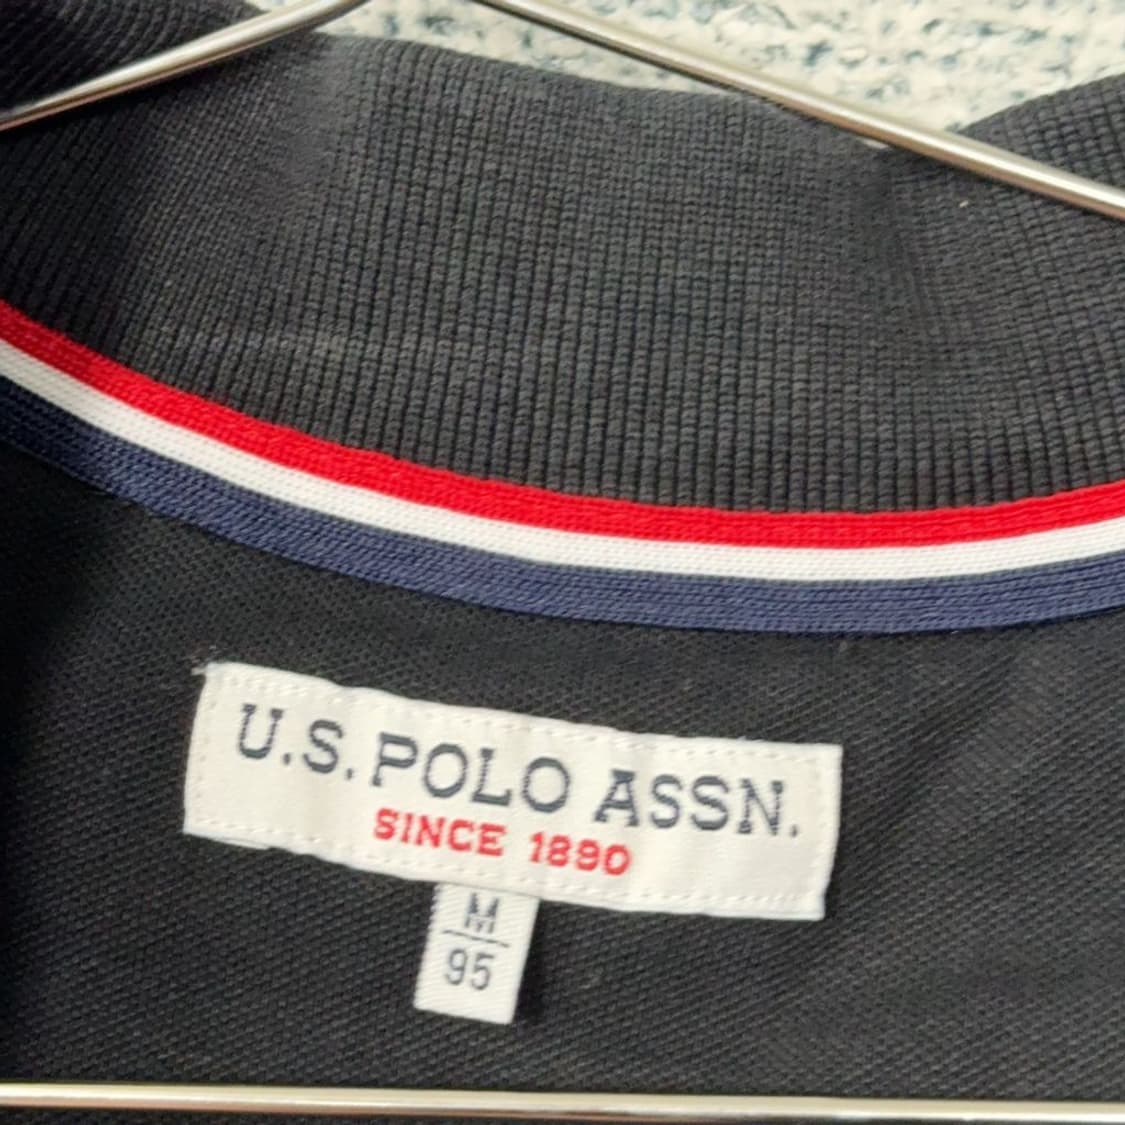 U.S. POLO ASSN.
SINCE 1890
M
95